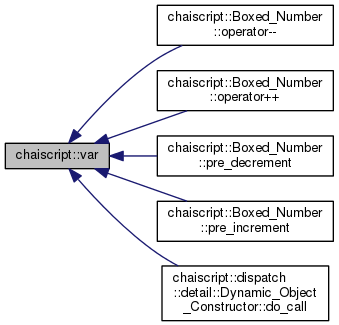 chaiscript::Boxed_Number
::operator--
chaiscript::Boxed_Number
::operator++
chaiscript::var
chaiscript::Boxed_Number
::pre_decrement
chaiscript::Boxed_Number
::pre_increment
chaiscript::dispatch
::detail::Dynamic_Object
_Constructor::do_call